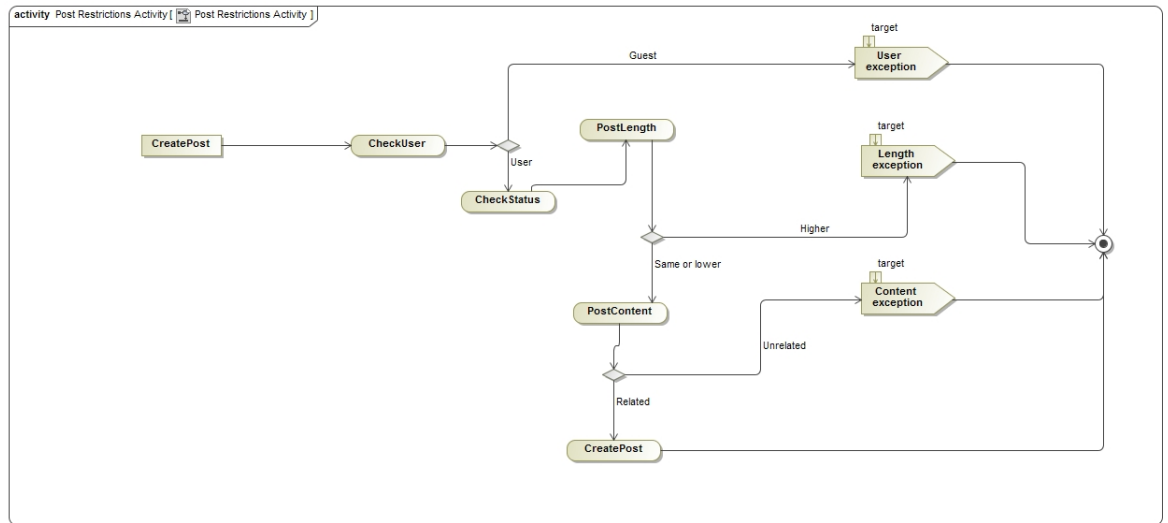 activity Post Restrictions Activity [ Post Restrictions Activity ]
target
User
exception
Guest
CreatePost
CheckUser
User
PostLength
target
Length
exception
CheckStatus
Higher
Same or lower
target
Content
exception
PostContent
Unrelated
Related
CreatePost